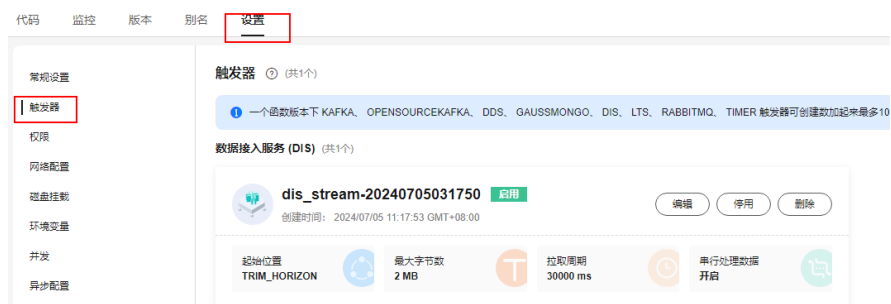 代码 监控 版本 别名 设置
常规设置
触发器
权限
网络配置
磁盘挂载
环境变量
并发
异步配置
触发器 (共1个)
一个函数版本下 KAFKA、 OPENSOURCEKAFKA、 DDS、 GAUSSMONGO、 DIS、 LTS、 RABBITMQ、 TIMER 触发器可创建数加起来最多10
数据接入服务 (DIS) (共1个)
dis_stream-20240705031750 启用
创建时间： 2024/07/05 11:17:53 GMT+08:00
编辑 停用 删除
起始位置 最大字节数 拉取周期 串行处理数据
TRIM_HORIZON 2 MB 30000 ms 开启